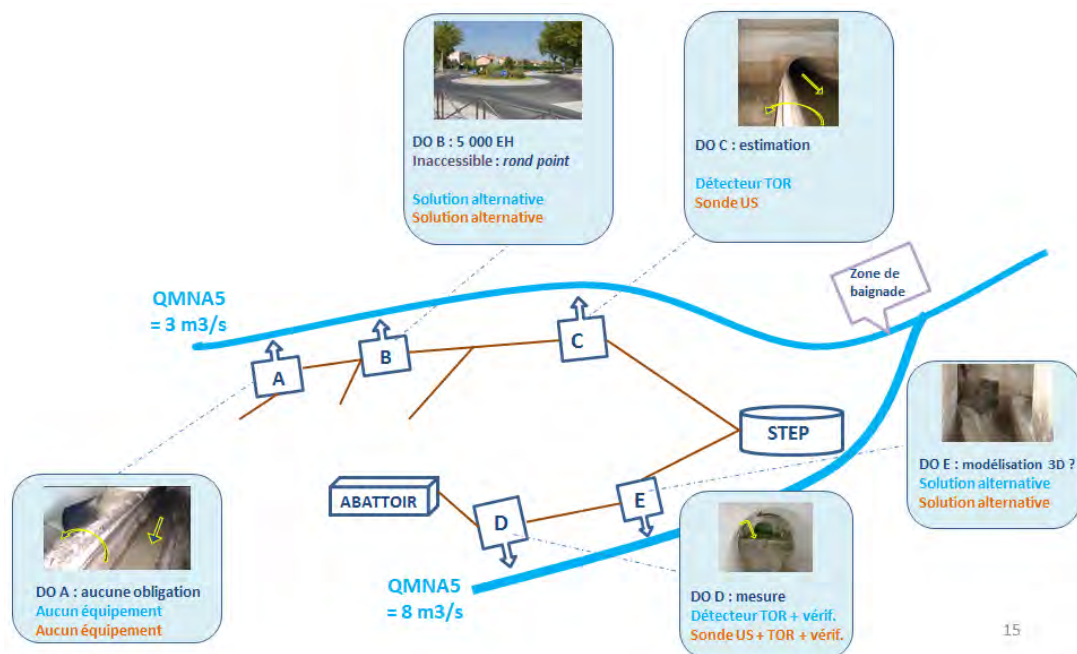 DO B : 5 000 EH
Inaccessible : rond point
Solution alternative
Solution alternative
DO C : estimation
Détecteur TOR
Sonde US
Zone de
baignade
QMNA5
= 3 m3/s
A
B
C
STEP
ABATTOIR
D
E
QMNA5
= 8 m3/s
DO A : aucune obligation
Aucun équipement
Aucun équipement
DO D : mesure
Détecteur TOR + vérif.
Sonde US + TOR + vérif.
DO E : modélisation 3D ?
Solution alternative
Solution alternative
15